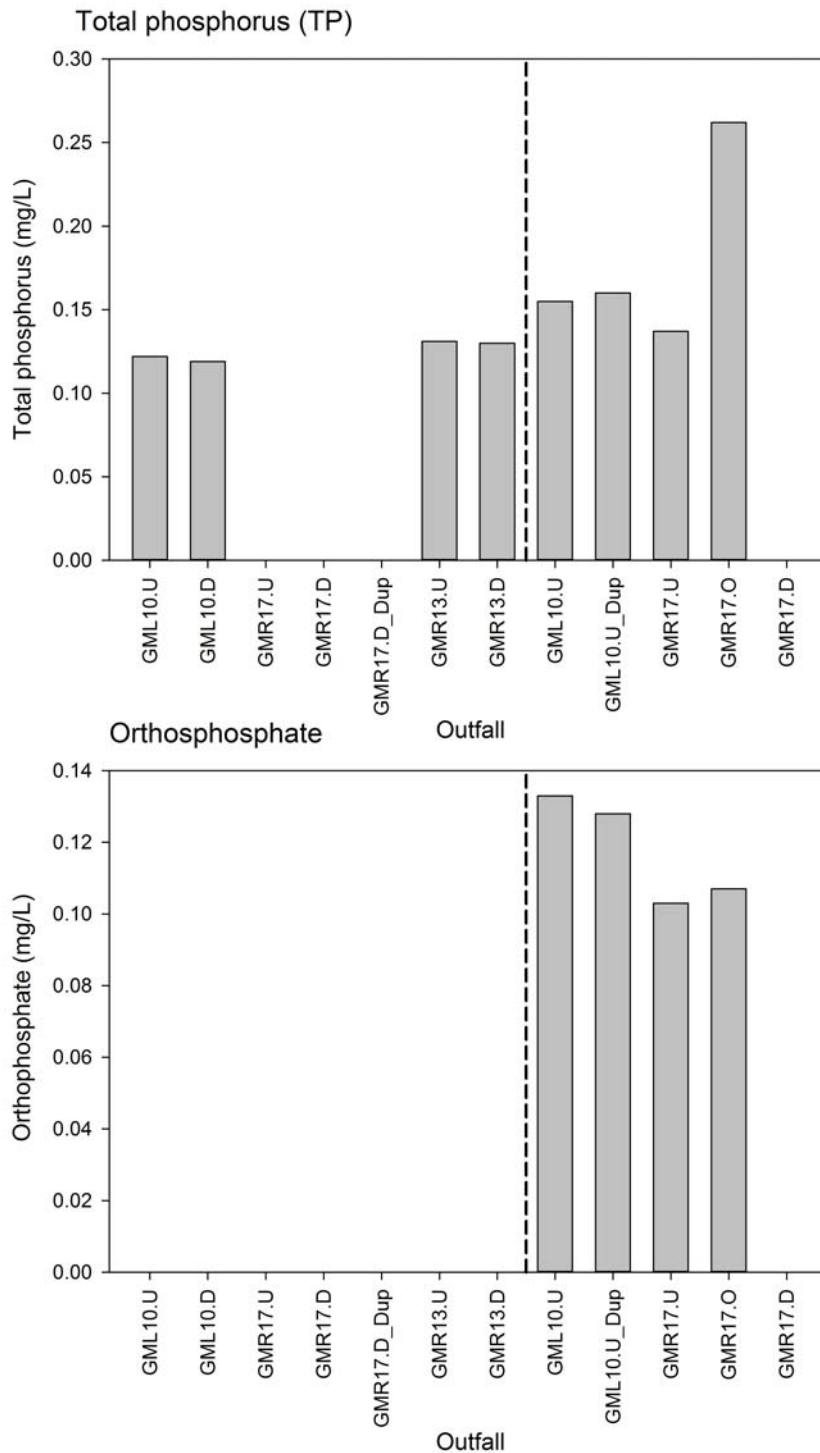 Total phosphorus (TP)
0.30
0.25
0.20
0.15
0.10
0.05
0.00
Total phosphorus (mg/L)
GML10.U
GML10.D
GMR17.U
GMR17.D
GMR17.D_Dup
GMR13.U
GMR13.D
GML10.U
GML10.U_Dup
GMR17.U
GMR17.O
GMR17.D
Outfall
Orthosphosphate
0.14
0.12
0.10
0.08
0.06
0.04
0.02
0.00
Orthophosphate (mg/L)
GML10.U
GML10.D
GMR17.U
GMR17.D
GMR17.D_Dup
GMR13.U
GMR13.D
GML10.U
GML10.U_Dup
GMR17.U
GMR17.O
GMR17.D
Outfall